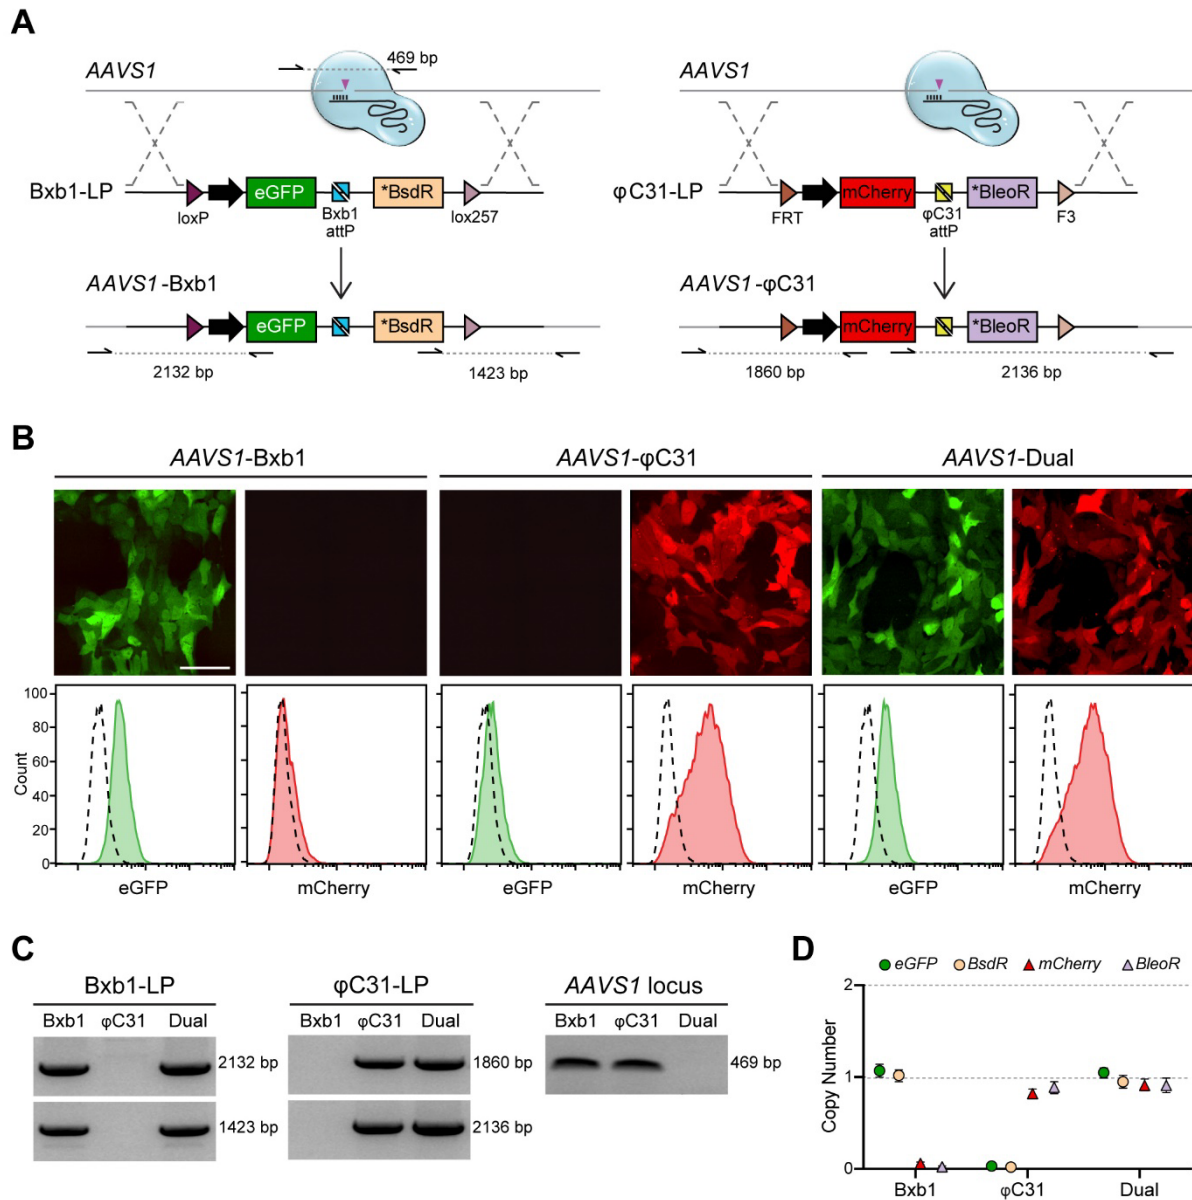 A
AAVS1
469 bp
AAVS1
Bxb1-LP
eGFP
*BsdR
loxP
Bxb1
attP
lox257
φC31-LP
mCherry
*BleoR
FRT
φC31
attP
F3
AAVS1-Bxb1
eGFP
*BsdR
2132 bp
1423 bp
AAVS1-φC31
mCherry
*BleoR
1860 bp
2136 bp
B
AAVS1-Bxb1
AAVS1-φC31
AAVS1-Dual
Count
100
80
60
40
20
0
eGFP
mCherry
eGFP
mCherry
eGFP
mCherry
C
Bxb1-LP
Bxb1 φC31 Dual
2132 bp
1423 bp
φC31-LP
Bxb1 φC31 Dual
1860 bp
2136 bp
AAVS1 locus
Bxb1 φC31 Dual
469 bp
D
eGFP BsdR mCherry BleoR
Copy Number
2
1
0
Bxb1 φC31 Dual